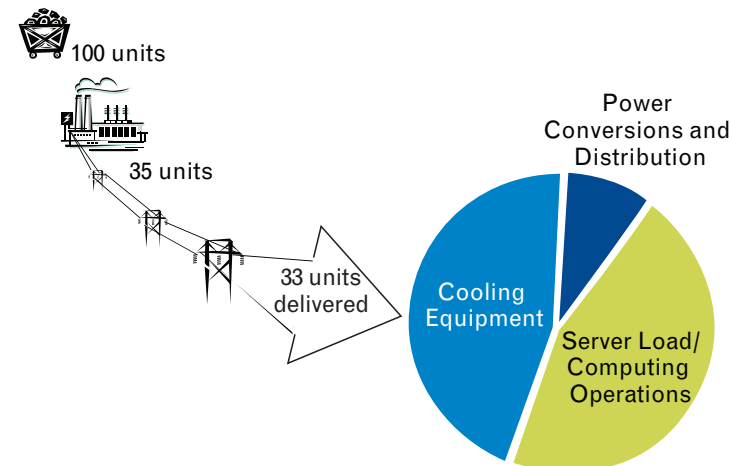 100 units
35 units
33 units
delivered
Power
Conversions and
Distribution
Cooling
Equipment
Server Load/
Computing
Operations